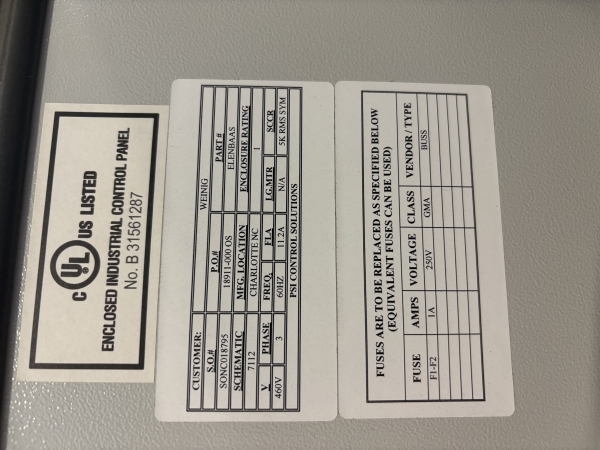 C UL US LISTED
ENCLOSED INDUSTRIAL CONTROL PANEL
No. B 31561287
CUSTOMER: WEINIG
S.O.# P.O.# PART #
SONC018795 18911-000 OS ELENBAAS
SCHEMATIC MFG. LOCATION ENCLOSURE RATING
7112 CHARLOTTE NC 1
V PHASE FREQ. FLA LG.MTR SCCR
460V 3 60HZ 11.2A N/A 5K RMS SYM
PSI CONTROL SOLUTIONS
FUSES ARE TO BE REPLACED AS SPECIFIED BELOW
(EQUIVALENT FUSES CAN BE USED)
FUSE AMPS VOLTAGE CLASS VENDOR / TYPE
F1-F2 1A 250V GMA BUSS